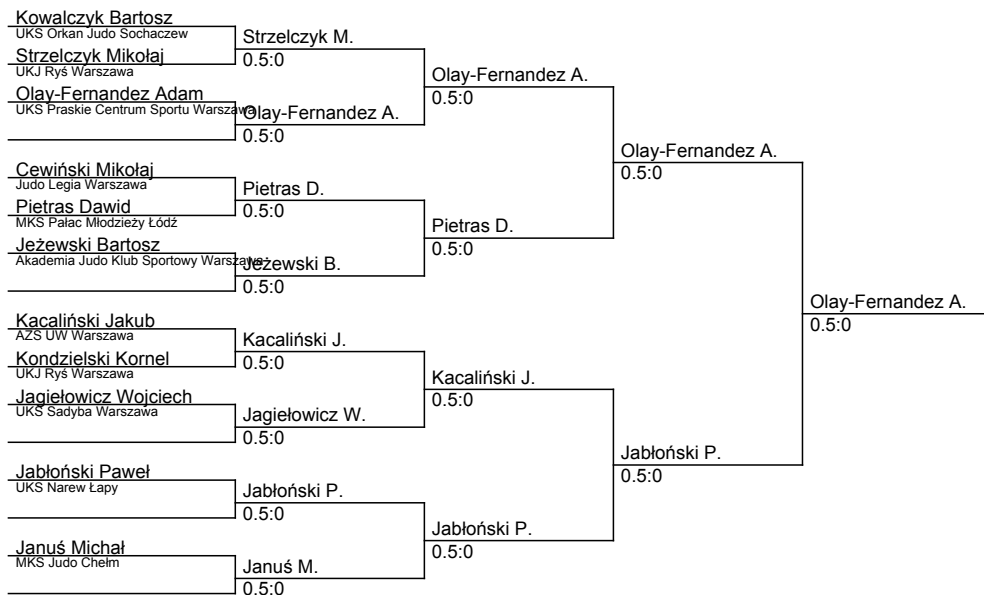 Kowalczyk Bartosz
UKS Orkan Judo Sochaczew
Strzelczyk Mikołaj
UKJ Ryś Warszawa
Olay-Fernandez Adam
UKS Praskie Centrum Sportu Warszawa
Cewiński Mikołaj
Judo Legia Warszawa
Pietras Dawid
MKS Pałac Młodzieży Łódź
Jeżewski Bartosz
Akademia Judo Klub Sportowy Warszawa
Kacaliński Jakub
AZS UW Warszawa
Kondzielski Kornel
UKJ Ryś Warszawa
Jagiełowicz Wojciech
UKS Sadyba Warszawa
Jabłoński Paweł
UKS Narew Łapy
Januś Michał
MKS Judo Chełm
Strzelczyk M.
0.5:0
Olay-Fernandez A.
0.5:0
Pietras D.
0.5:0
Jeżewski B.
0.5:0
Kacaliński J.
0.5:0
Jagiełowicz W.
0.5:0
Jabłoński P.
0.5:0
Januś M.
0.5:0
Olay-Fernandez A.
0.5:0
Pietras D.
0.5:0
Kacaliński J.
0.5:0
Jabłoński P.
0.5:0
Olay-Fernandez A.
0.5:0
Jabłoński P.
0.5:0
Olay-Fernandez A.
0.5:0